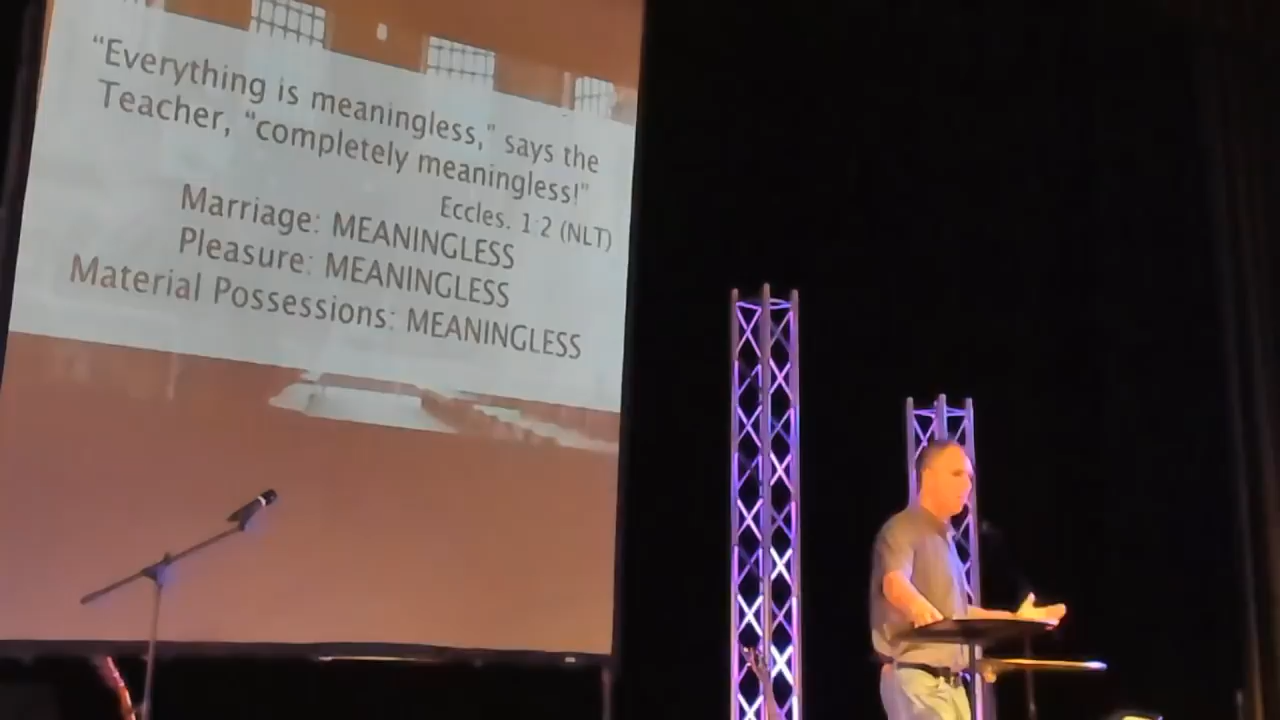 “Everything is meaningless,” says the
Teacher, “completely meaningless!”
Eccles. 1:2 (NLT)
Marriage: MEANINGLESS
Pleasure: MEANINGLESS
Material Possessions: MEANINGLESS